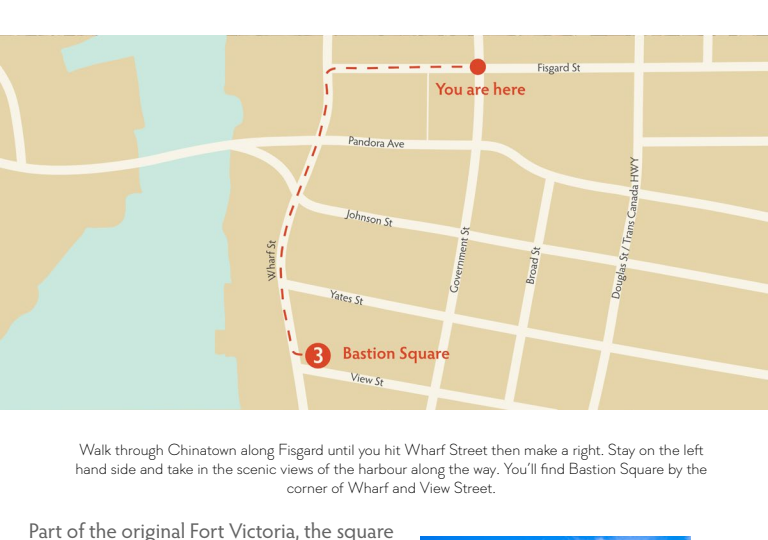 Fisgard St
You are here
Pandora Ave
Johnson St
Wharf St
Government St
Broad St
Douglas St / Trans Canada HWY
Yates St
3 Bastion Square
View St
Walk through Chinatown along Fisgard until you hit Wharf Street then make a right. Stay on the left
hand side and take in the scenic views of the harbour along the way. You'll find Bastion Square by the
corner of Wharf and View Street.
Part of the original Fort Victoria, the square